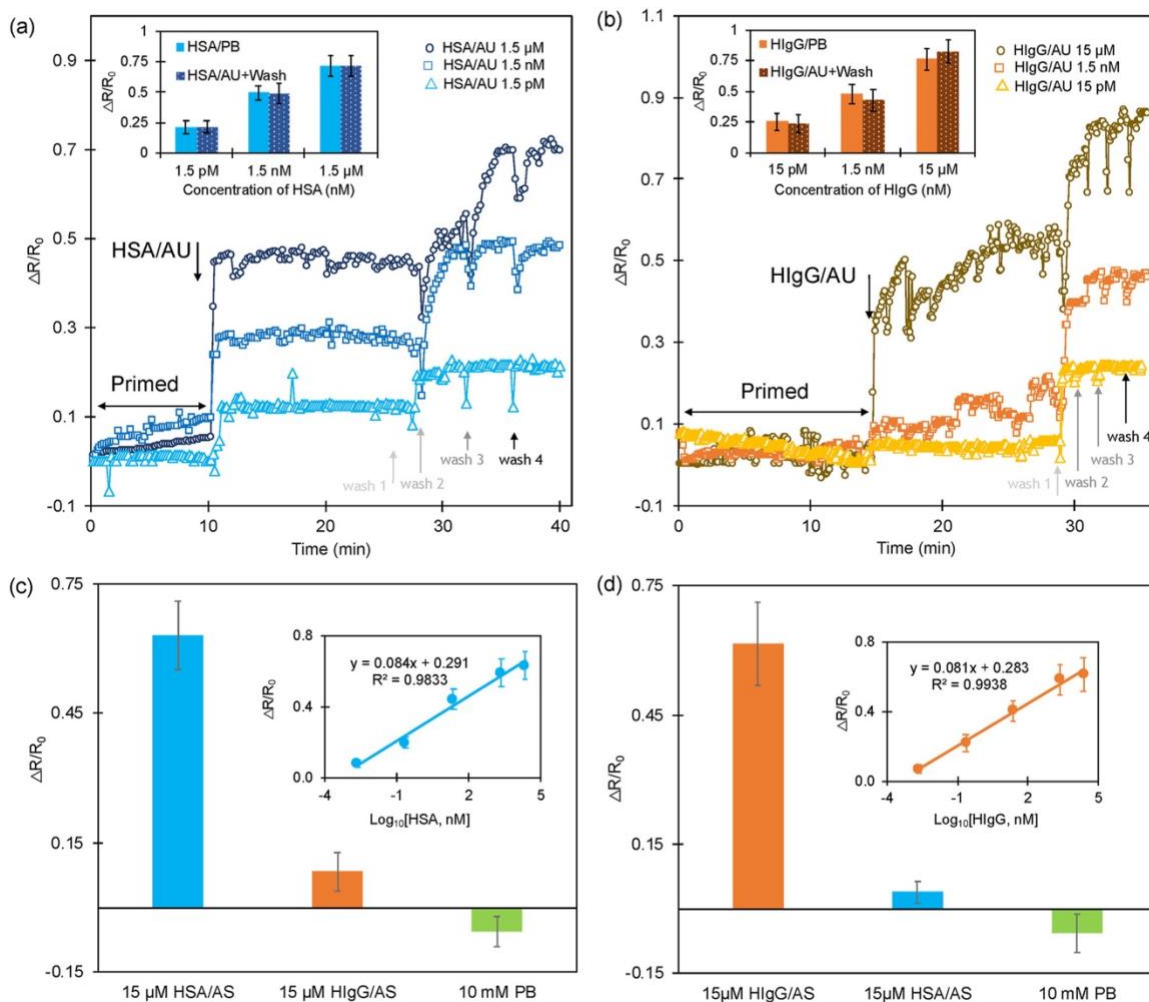 (a)
1.1
0.9
0.7
0.5
0.3
0.1
-0.1
ΔR/R0
0
10
20
30
40
Time (min)
1
0.75
0.5
0.25
0
ΔR/R0
HSA/PB
HSA/AU+Wash
1.5 pM
1.5 nM
1.5 µM
Concentration of HSA (nM)
HSA/AU 1.5 µM
HSA/AU 1.5 nM
HSA/AU 1.5 pM
HSA/AU
Primed
wash 1
wash 2
wash 3
wash 4
(b)
1.1
0.9
0.7
0.5
0.3
0.1
-0.1
ΔR/R0
0
10
20
30
Time (min)
1
0.75
0.5
0.25
0
ΔR/R0
HIgG/PB
HIgG/AU+Wash
15 pM
1.5 nM
15 µM
Concentration of HIgG (nM)
HIgG/AU 15 µM
HIgG/AU 1.5 nM
HIgG/AU 15 pM
HIgG/AU
Primed
wash 1
wash 2
wash 3
wash 4
(c)
0.75
0.45
0.15
-0.15
ΔR/R0
15 µM HSA/AS
15 µM HIgG/AS
10 mM PB
0.8
0.4
0.0
ΔR/R0
y = 0.084x + 0.291
R² = 0.9833
-4
-1
2
5
Log10[HSA, nM]
(d)
0.75
0.45
0.15
-0.15
ΔR/R0
15µM HIgG/AS
15µM HSA/AS
10 mM PB
0.8
0.4
0.0
ΔR/R0
y = 0.081x + 0.283
R² = 0.9938
-4
-1
2
5
Log10[HIgG, nM]